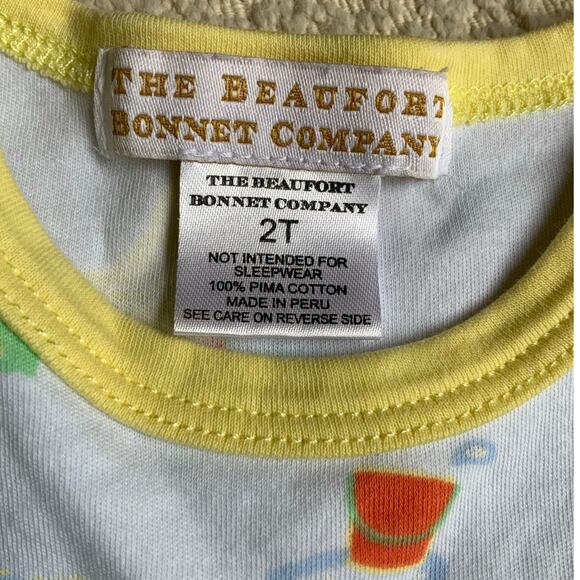 THE BEAUFORT
BONNET COMPANY
THE BEAUFORT
BONNET COMPANY
2T
NOT INTENDED FOR
SLEEPWEAR
100% PIMA COTTON
MADE IN PERU
SEE CARE ON REVERSE SIDE